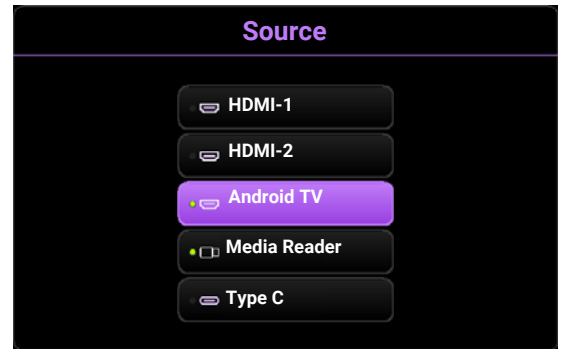 Source
HDMI-1
HDMI-2
Android TV
Media Reader
Type C